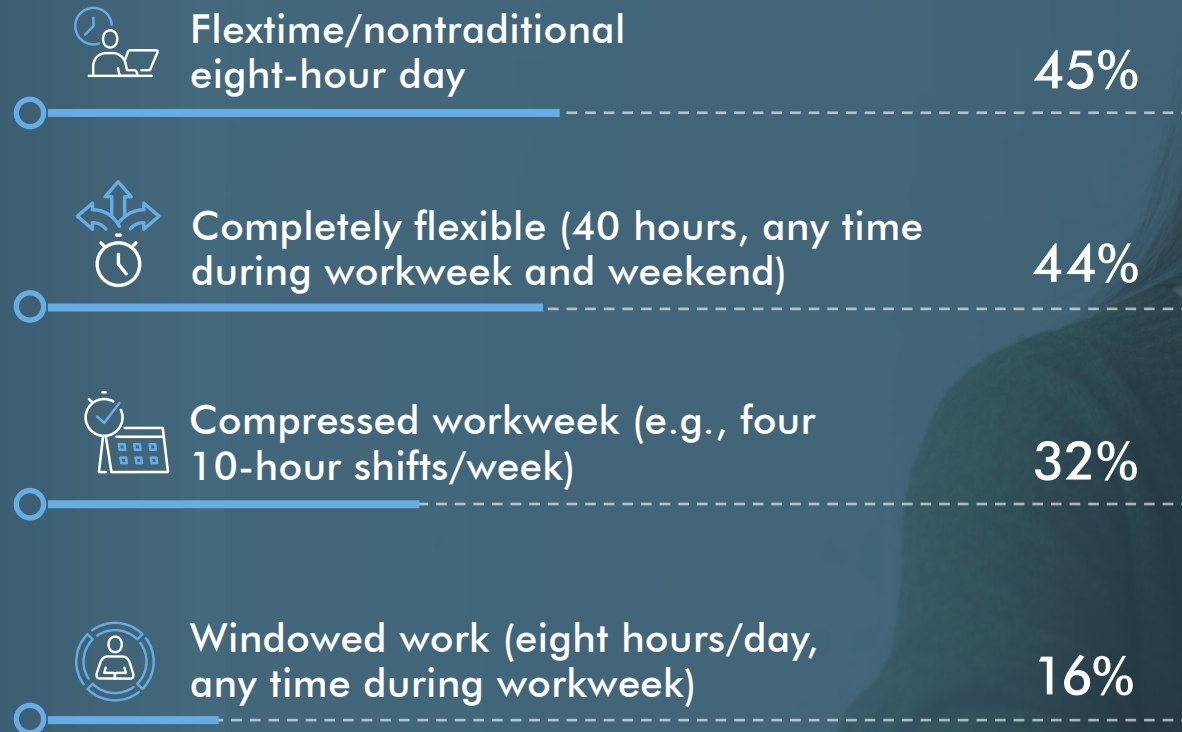 Flextime/nontraditional
eight-hour day
45%
Completely flexible (40 hours, any time
during workweek and weekend)
44%
Compressed workweek (e.g., four
10-hour shifts/week)
32%
Windowed work (eight hours/day,
any time during workweek)
16%